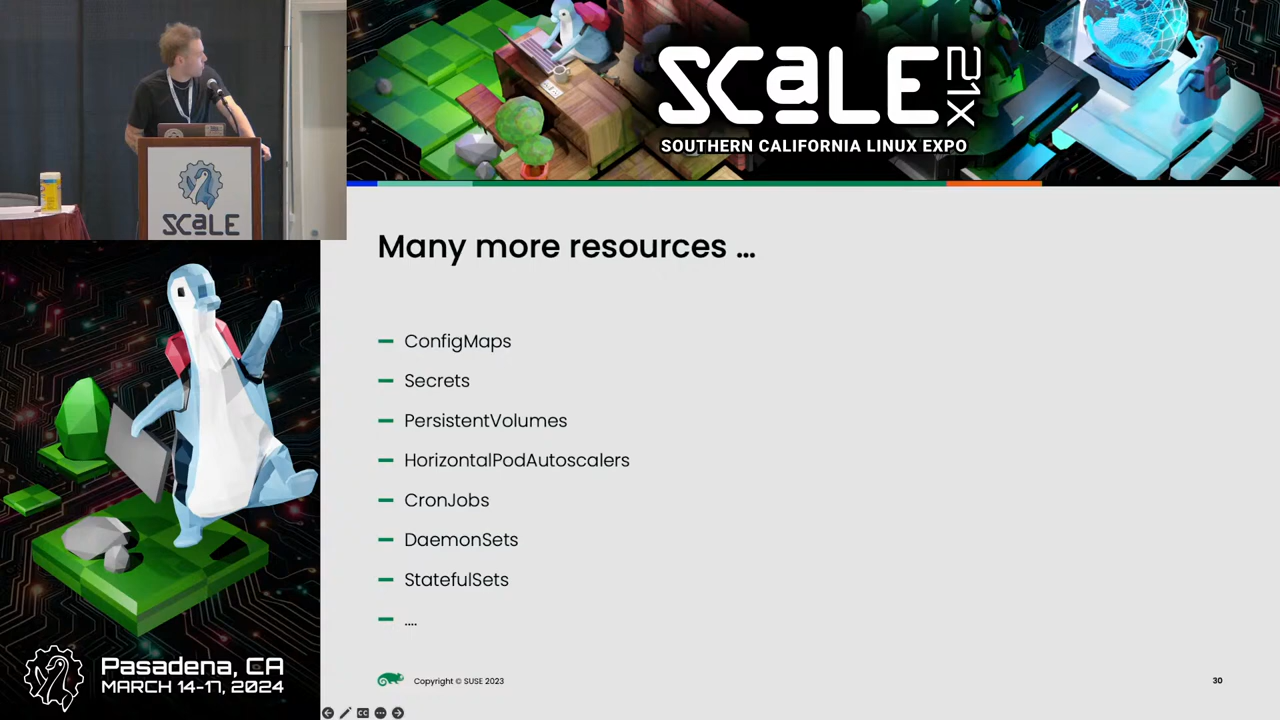 SCALE
SCaLE 21X
SOUTHERN CALIFORNIA LINUX EXPO
Many more resources ...
ConfigMaps
Secrets
PersistentVolumes
HorizontalPodAutoscalers
CronJobs
DaemonSets
StatefulSets
....
Pasadena, CA
MARCH 14-17, 2024
Copyright © SUSE 2023
30
CC